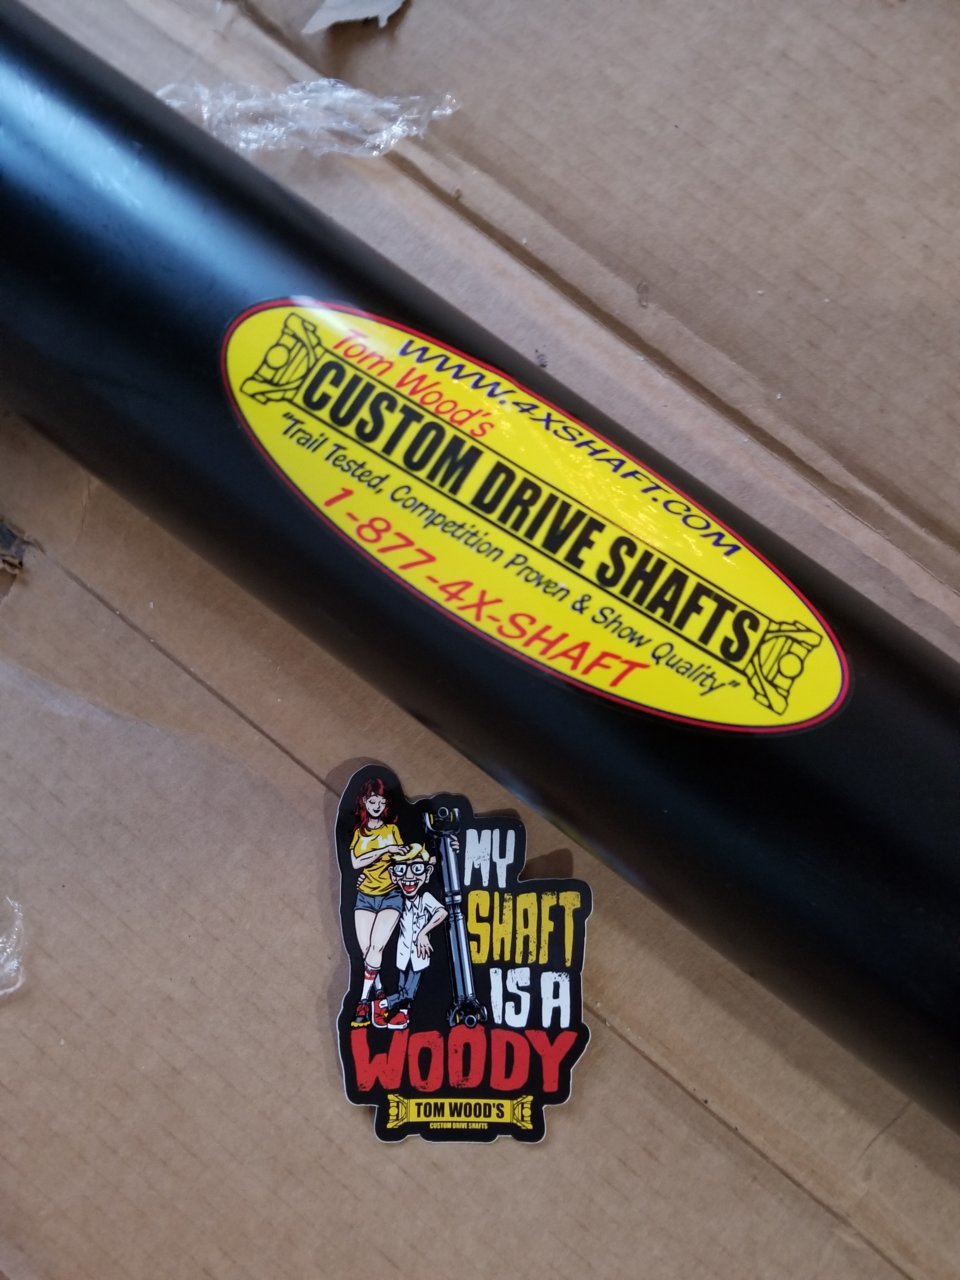 www.4xshaft.com
Tom Wood's
CUSTOM DRIVE SHAFTS
"Trail Tested, Competition Proven & Show Quality"
1-877-4X-SHAFT
MY
SHAFT
IS A
WOODY
TOM WOOD'S
CUSTOM DRIVE SHAFTS